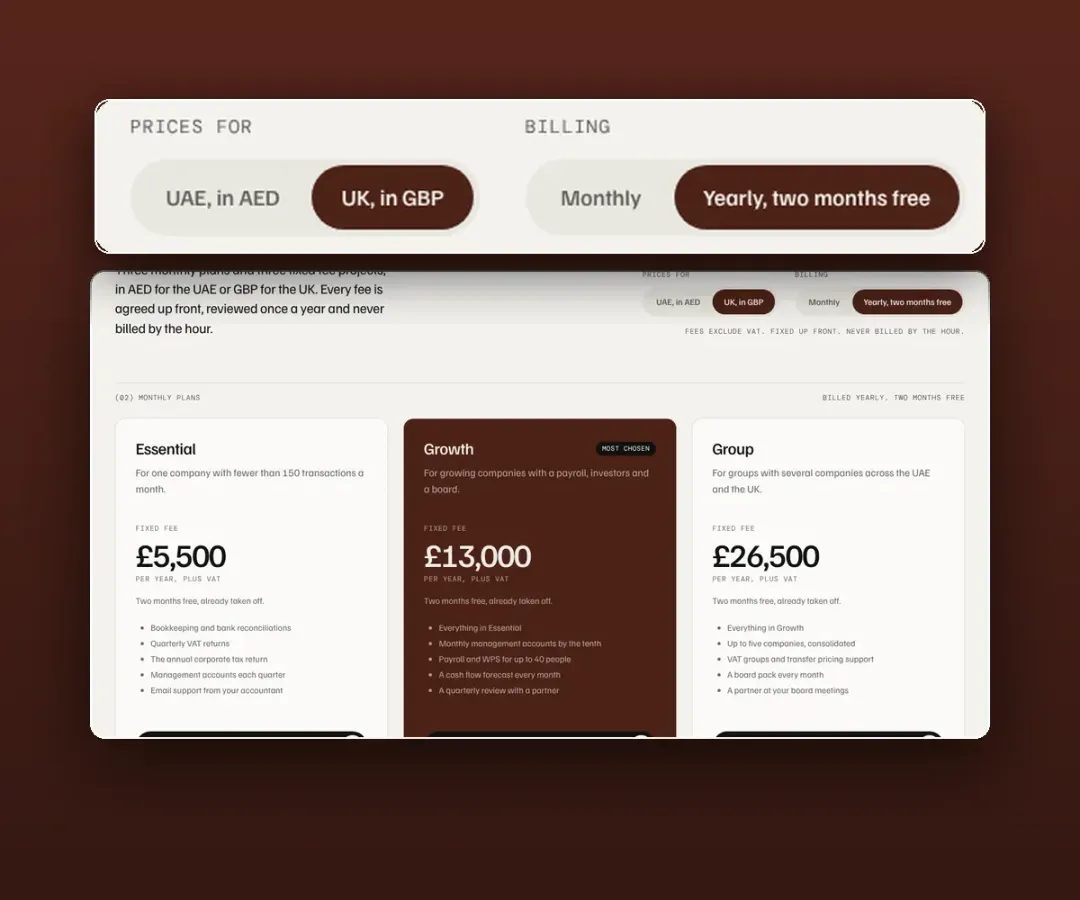 PRICES FOR
BILLING
UAE, in AED
UK, in GBP
Monthly
Yearly, two months free
Three monthly plans and three fixed fee projects,
in AED for the UAE or GBP for the UK. Every fee is
agreed up front, reviewed once a year and never
billed by the hour.
PRICES FOR
BILLING
UAE, in AED
UK, in GBP
Monthly
Yearly, two months free
FEES EXCLUDE VAT. FIXED UP FRONT. NEVER BILLED BY THE HOUR.
(02) MONTHLY PLANS
BILLED YEARLY. TWO MONTHS FREE
Essential
For one company with fewer than 150 transactions a
month.
FIXED FEE
£5,500
PER YEAR, PLUS VAT
Two months free, already taken off.
• Bookkeeping and bank reconciliations
• Quarterly VAT returns
• The annual corporate tax return
• Management accounts each quarter
• Email support from your accountant
Growth
MOST CHOSEN
For growing companies with a payroll, investors and
a board.
FIXED FEE
£13,000
PER YEAR, PLUS VAT
Two months free, already taken off.
• Everything in Essential
• Monthly management accounts by the tenth
• Payroll and WPS for up to 40 people
• A cash flow forecast every month
• A quarterly review with a partner
Group
For groups with several companies across the UAE
and the UK.
FIXED FEE
£26,500
PER YEAR, PLUS VAT
Two months free, already taken off.
• Everything in Growth
• Up to five companies, consolidated
• VAT groups and transfer pricing support
• A board pack every month
• A partner at your board meetings